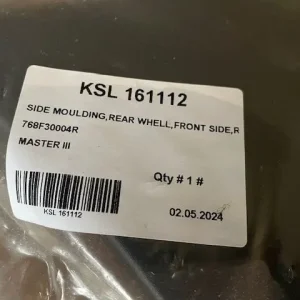 KSL 161112
SIDE MOULDING,REAR WHELL,FRONT SIDE,R
768F30004R
MASTER III
Qty # 1 #
KSL 161112
02.05.2024